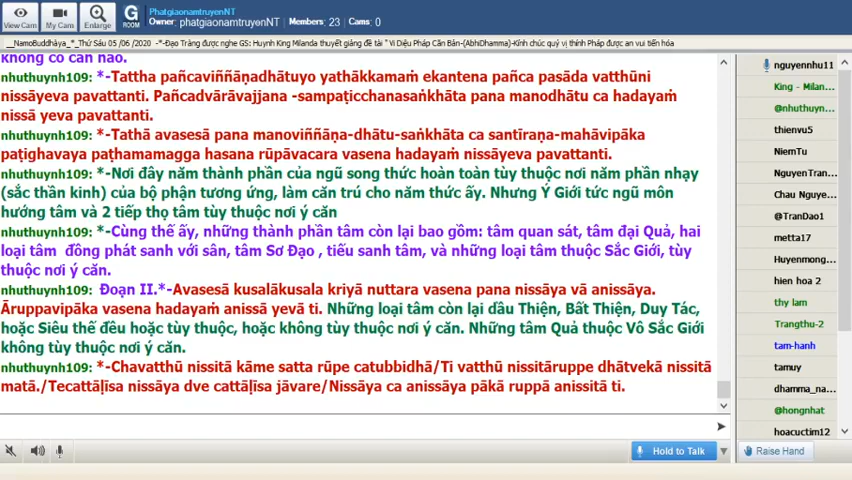 PhatgiaonamtruyenNT
Owner: phatgiaonamtruyenNT Members: 23 Cams: 0
View Cam
My Cam
Enlarge
G
ROOM
__NamoBuddhàya_*_Thứ Sáu 05 /06 /2020 -*-Đạo Tràng được nghe GS: Huynh King Milanda thuyết giảng đề tài " Vi Diệu Pháp Căn Bản-(AbhiDhamma)-Kính chúc quý vị thính Pháp được an vui tiến hóa
không có căn nào.
nhuthuynh109: *-Tattha pañcaviññāṇadhātuyo yathākkamaṁ ekantena pañca pasāda vatthūni
nissāyeva pavattanti. Pañcadvārāvajjana -sampaṭicchanasaṅkhāta pana manodhātu ca hadayaṁ
nissā yeva pavattanti.
nhuthuynh109: *-Tathā avasesā pana manoviññāṇa-dhātu-saṅkhāta ca santīraṇa-mahāvipāka
paṭighavaya paṭhamamagga hasana rūpāvacara vasena hadayaṁ nissāyeva pavattanti.
nhuthuynh109: *-Nơi đây năm thành phần của ngũ song thức hoàn toàn tùy thuộc nơi năm phần nhạy
(sắc thần kinh) của bộ phận tương ứng, làm căn trú cho năm thức ấy. Nhưng Ý Giới tức ngũ môn
hướng tâm và 2 tiếp thọ tâm tùy thuộc nơi ý căn
nhuthuynh109: *-Cùng thế ấy, những thành phần tâm còn lại bao gồm: tâm quan sát, tâm đại Quả, hai
loại tâm đồng phát sanh với sân, tâm Sơ Đạo , tiếu sanh tâm, và những loại tâm thuộc Sắc Giới, tùy
thuộc nơi ý căn.
nhuthuynh109: Đoạn II.*-Avasesā kusalākusala kriyā nuttara vasena pana nissāya vā anissāya.
Āruppavipāka vasena hadayaṁ anissā yevā ti. Những loại tâm còn lại dầu Thiện, Bất Thiện, Duy Tác,
hoặc Siêu thế đều hoặc tùy thuộc, hoặc không tùy thuộc nơi ý căn. Những tâm Quả thuộc Vô Sắc Giới
không tùy thuộc nơi ý căn.
nhuthuynh109: *-Chavatthū nissitā kāme satta rūpe catubbidhā/Ti vatthū nissitāruppe dhātvekā nissitā
matā./Tecattāḷīsa nissāya dve cattāḷīsa jāvare/Nissāya ca anissāya pākā ruppā anissitā ti.
nguyennhu11
King - Milan...
@nhuthuyn...
thienvu5
NiemTu
NguyenTran...
Chau Nguye...
@TranDao1
metta17
Huyenmong...
hien hoa 2
thy lam
Trangthu-2
tam-hanh
tamuy
dhamma_na...
@hongnhat
hoacuctim12
Hold to Talk
Raise Hand